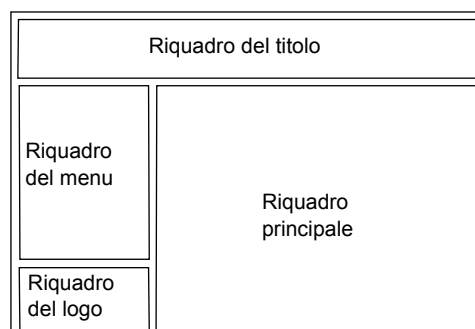 Riquadro del titolo
Riquadro
del menu
Riquadro
principale
Riquadro
del logo